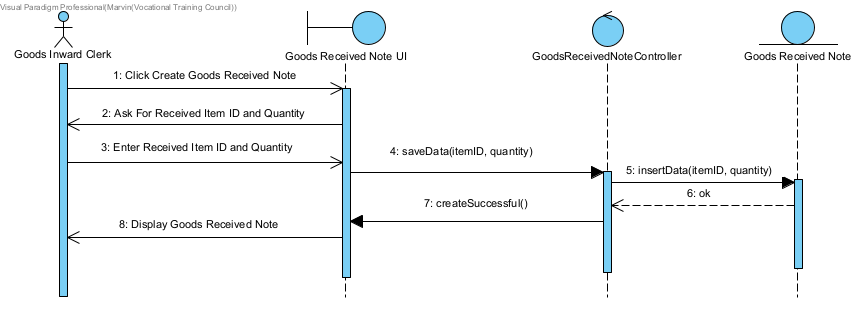 Visual Paradigm Professional(Marvin(Vocational Training Council))
Goods Inward Clerk
Goods Received Note UI
GoodsReceivedNoteController
Goods Received Note
1: Click Create Goods Received Note
2: Ask For Received Item ID and Quantity
3: Enter Received Item ID and Quantity
4: saveData(itemID, quantity)
5: insertData(itemID, quantity)
6: ok
7: createSuccessful()
8: Display Goods Received Note